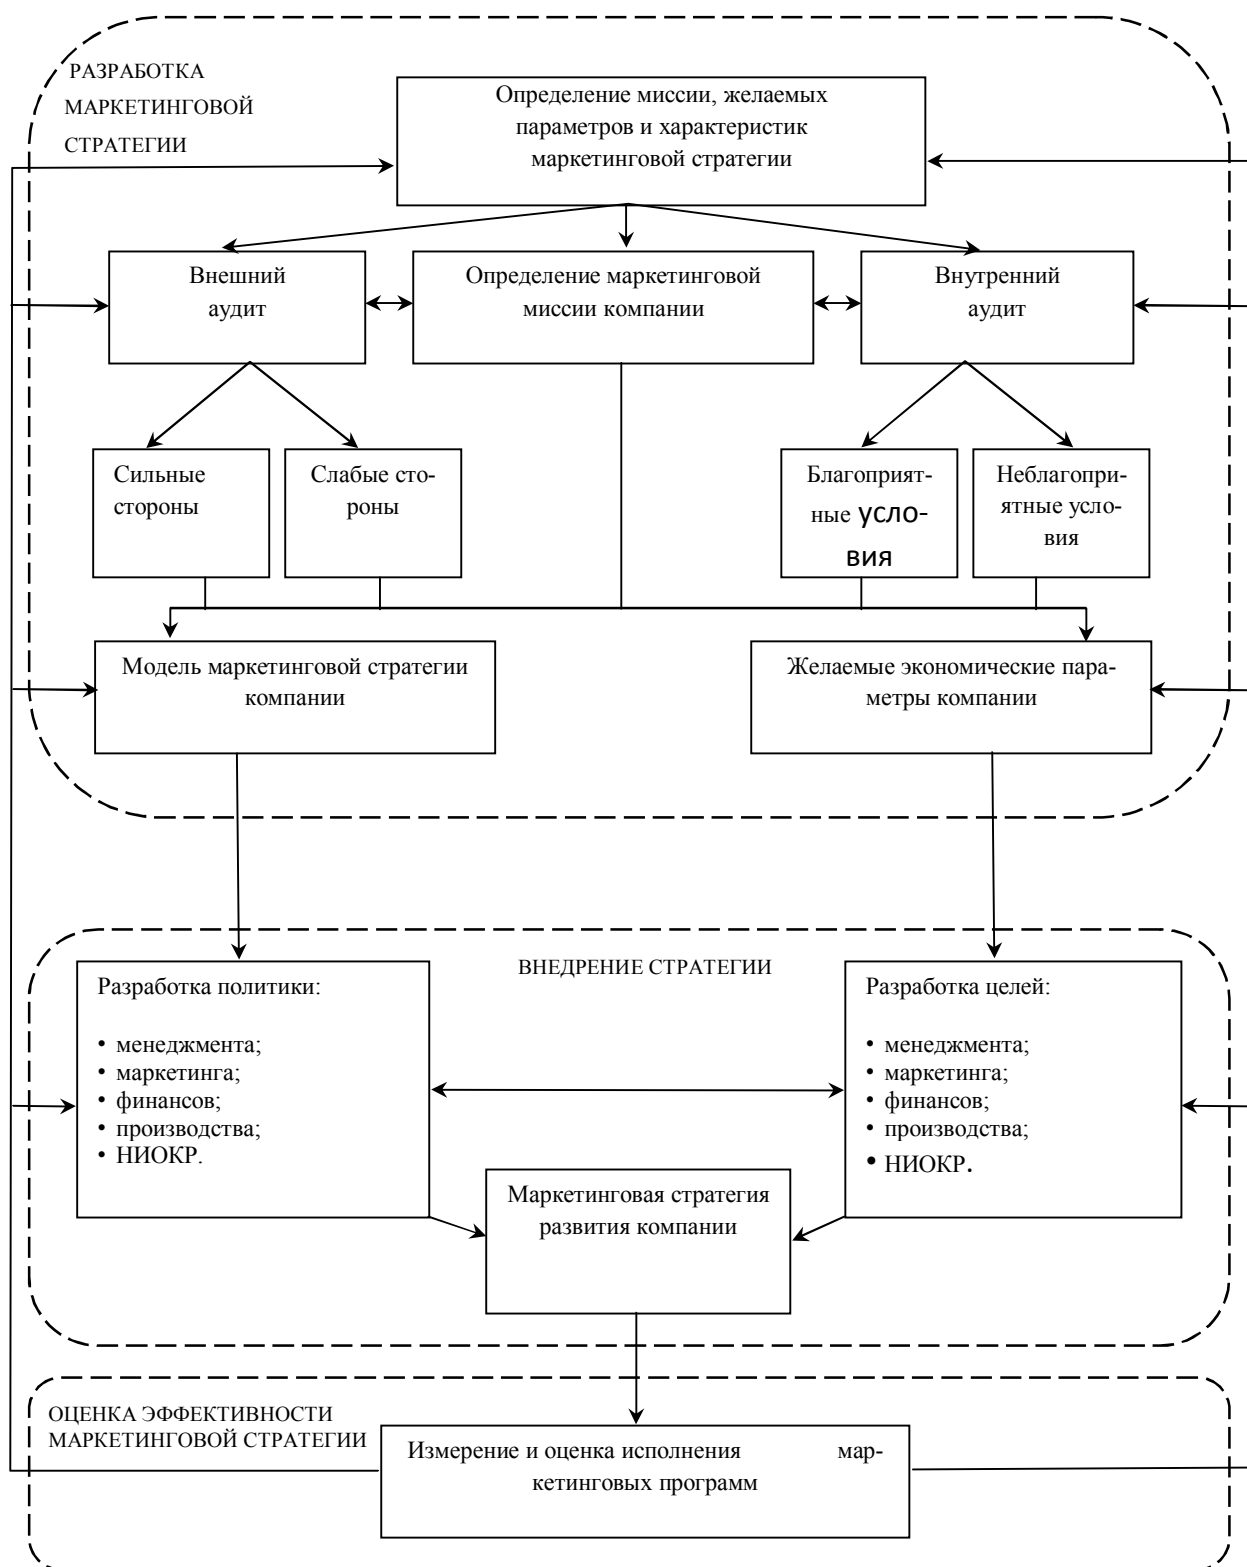 РАЗРАБОТКА
МАРКЕТИНГОВОЙ
СТРАТЕГИИ
Определение миссии, желаемых
параметров и характеристик
маркетинговой стратегии
Внешний
аудит
Определение маркетинговой
миссии компании
Внутренний
аудит
Сильные
стороны
Слабые сто-
роны
Благоприят-
ные усло-
вия
Неблагопри-
ятные усло-
вия
Модель маркетинговой стратегии
компании
Желаемые экономические пара-
метры компании
ВНЕДРЕНИЕ СТРАТЕГИИ
Разработка политики:
• менеджмента;
• маркетинга;
• финансов;
• производства;
• НИОКР.
Разработка целей:
• менеджмента;
• маркетинга;
• финансов;
• производства;
• НИОКР.
Маркетинговая стратегия
развития компании
ОЦЕНКА ЭФФЕКТИВНОСТИ
МАРКЕТИНГОВОЙ СТРАТЕГИИ
Измерение и оценка исполнения мар-
кетинговых программ